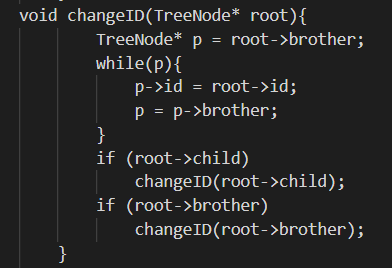 void changeID(TreeNode* root){
TreeNode* p = root->brother;
while(p){
p->id = root->id;
p = p->brother;
}
if (root->child)
changeID(root->child);
if (root->brother)
changeID(root->brother);
}